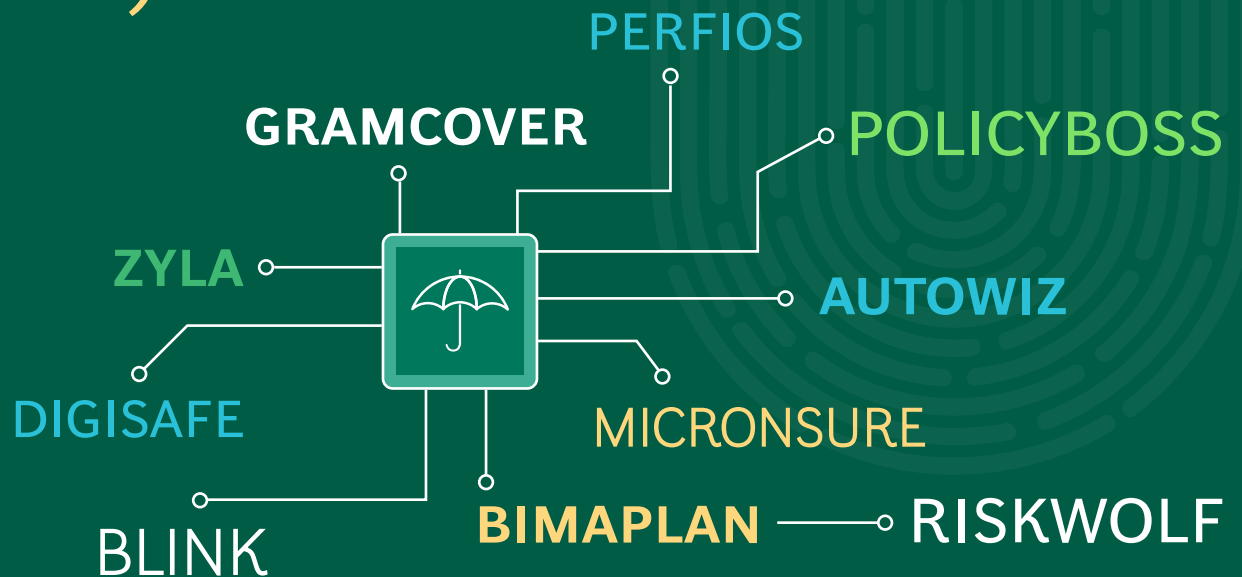 PERFIOS
GRAMCOVER
POLICYBOSS
ZYLA
AUTOWIZ
DIGISAFE
MICRONSURE
BIMAPLAN
RISKWOLF
BLINK